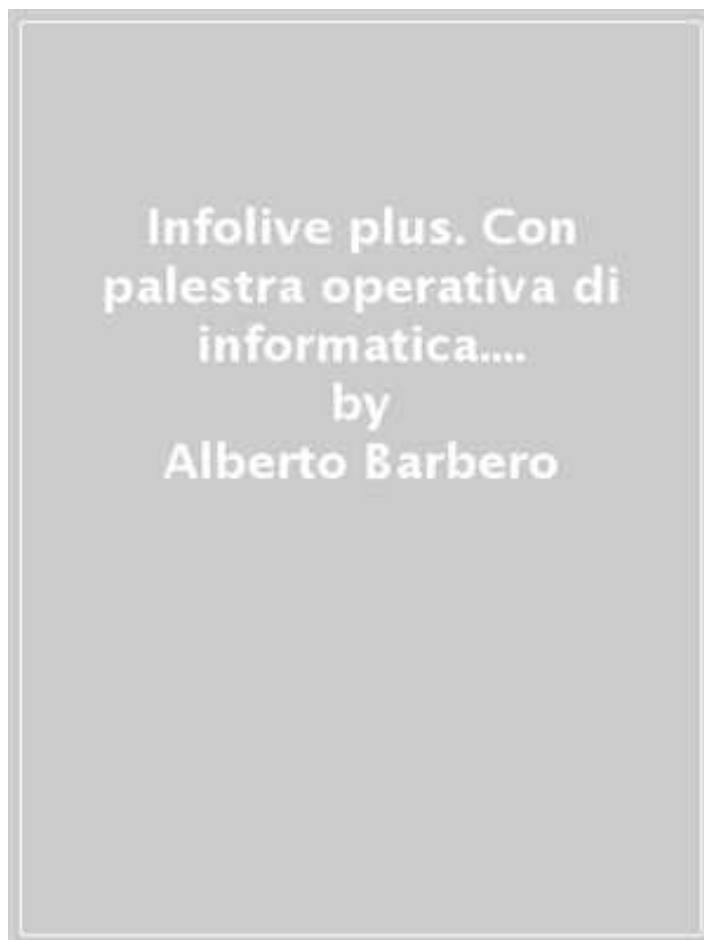 Infolive plus. Con
palestra operativa di
informatica....
by
Alberto Barbero